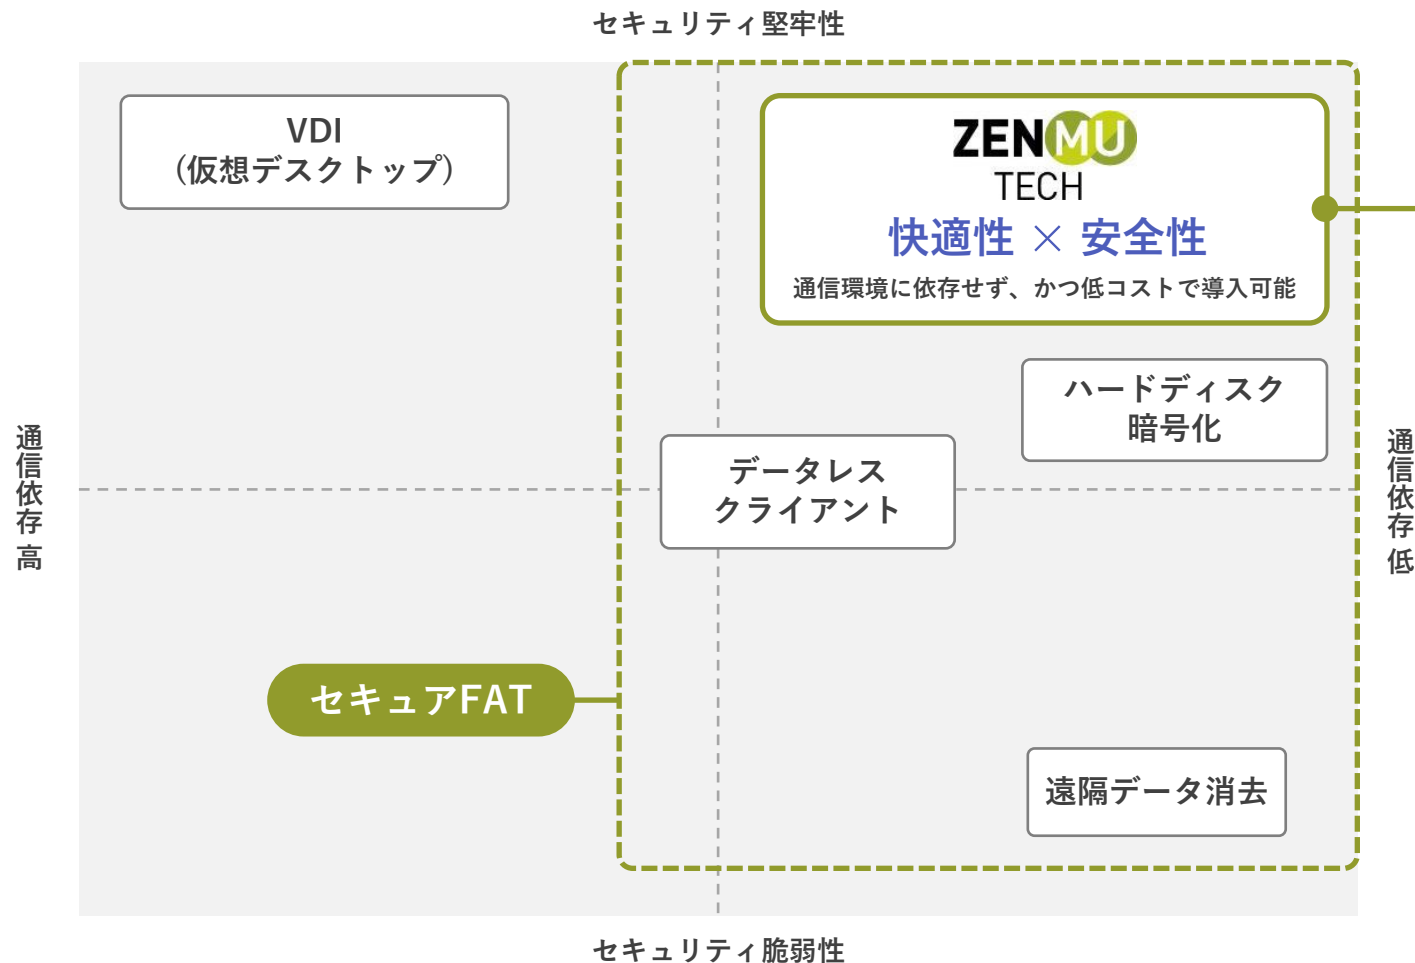 セキュリティ堅牢性
VDI
(仮想デスクトップ)
ZENMU
TECH
快適性 × 安全性
通信環境に依存せず、かつ低コストで導入可能
ハードディスク
暗号化
通信依存 高
データレス
クライアント
通信依存 低
セキュアFAT
遠隔データ消去
セキュリティ脆弱性